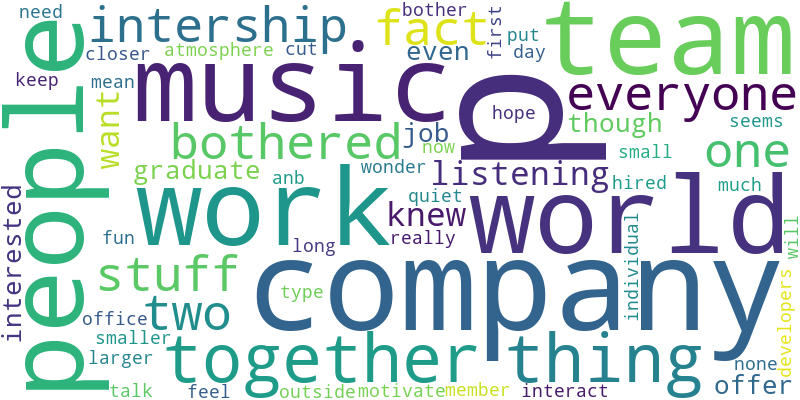 need
people
intership
fact
bother
first
put
team
closer
atmosphere
cut
even
day
keep
mean
music
p
hope
everyone
want
bothered
job
though
seems
now
small
one
graduate
anb
wonder
listening
hired
much
interested
work
quiet
knew
world
individual
will
fun
long
really
stuff
company
type
developers
office
two
smaller
larger
together
thing
none
offer
talk
feel
outside
motivate
member
interact